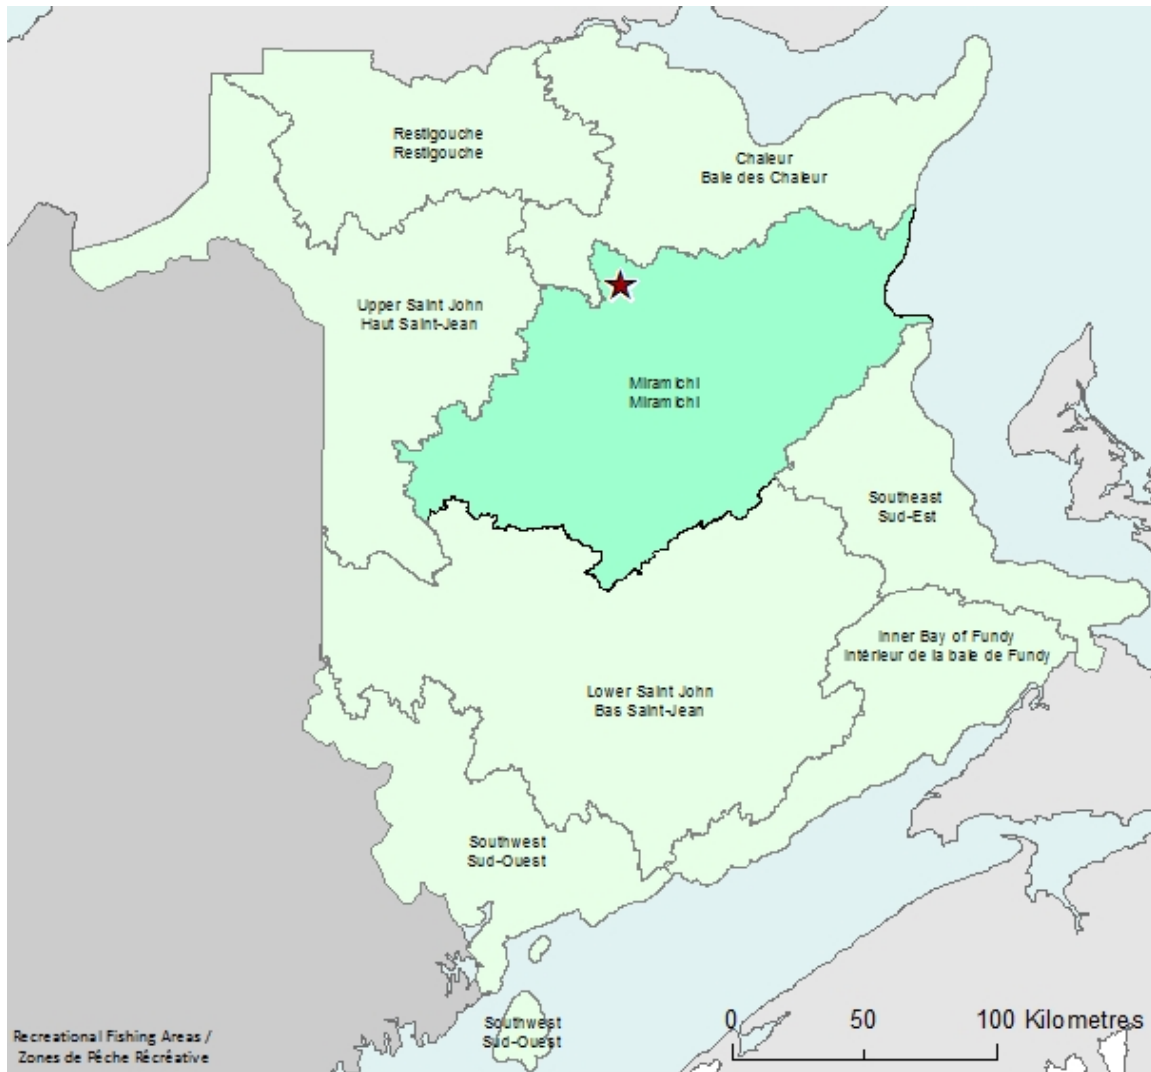 Restigouche
Restigouche
Chaleur
Baie des Chaleur
Upper Saint John
Haut Saint-Jean
Miramichi
Miramichi
Southeast
Sud-Est
Inner Bay of Fundy
Intérieur de la baie de Fundy
Lower Saint John
Bas Saint-Jean
Southwest
Sud-Ouest
Southwest
Sud-Ouest
0 50 100 Kilometres
Recreational Fishing Areas /
Zones de Pêche Récréative